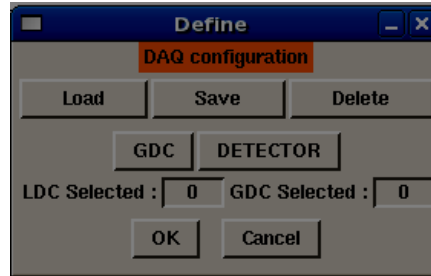 Define
DAQ configuration
Load Save Delete
GDC DETECTOR
LDC Selected : 0 GDC Selected : 0
OK Cancel